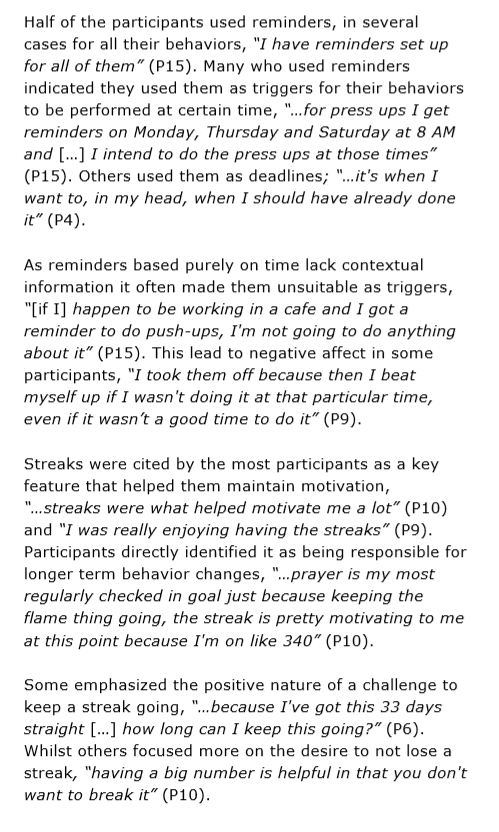 Half of the participants used reminders, in several
cases for all their behaviors, “I have reminders set up
for all of them” (P15). Many who used reminders
indicated they used them as triggers for their behaviors
to be performed at certain time, “…for press ups I get
reminders on Monday, Thursday and Saturday at 8 AM
and […] I intend to do the press ups at those times”
(P15). Others used them as deadlines; “…it's when I
want to, in my head, when I should have already done
it” (P4).

As reminders based purely on time lack contextual
information it often made them unsuitable as triggers,
“[if I] happen to be working in a cafe and I got a
reminder to do push-ups, I'm not going to do anything
about it” (P15). This lead to negative affect in some
participants, “I took them off because then I beat
myself up if I wasn't doing it at that particular time,
even if it wasn’t a good time to do it” (P9).

Streaks were cited by the most participants as a key
feature that helped them maintain motivation,
“…streaks were what helped motivate me a lot” (P10)
and “I was really enjoying having the streaks” (P9).
Participants directly identified it as being responsible for
longer term behavior changes, “…prayer is my most
regularly checked in goal just because keeping the
flame thing going, the streak is pretty motivating to me
at this point because I'm on like 340” (P10).

Some emphasized the positive nature of a challenge to
keep a streak going, “…because I've got this 33 days
straight […] how long can I keep this going?” (P6).
Whilst others focused more on the desire to not lose a
streak, “having a big number is helpful in that you don't
want to break it” (P10).